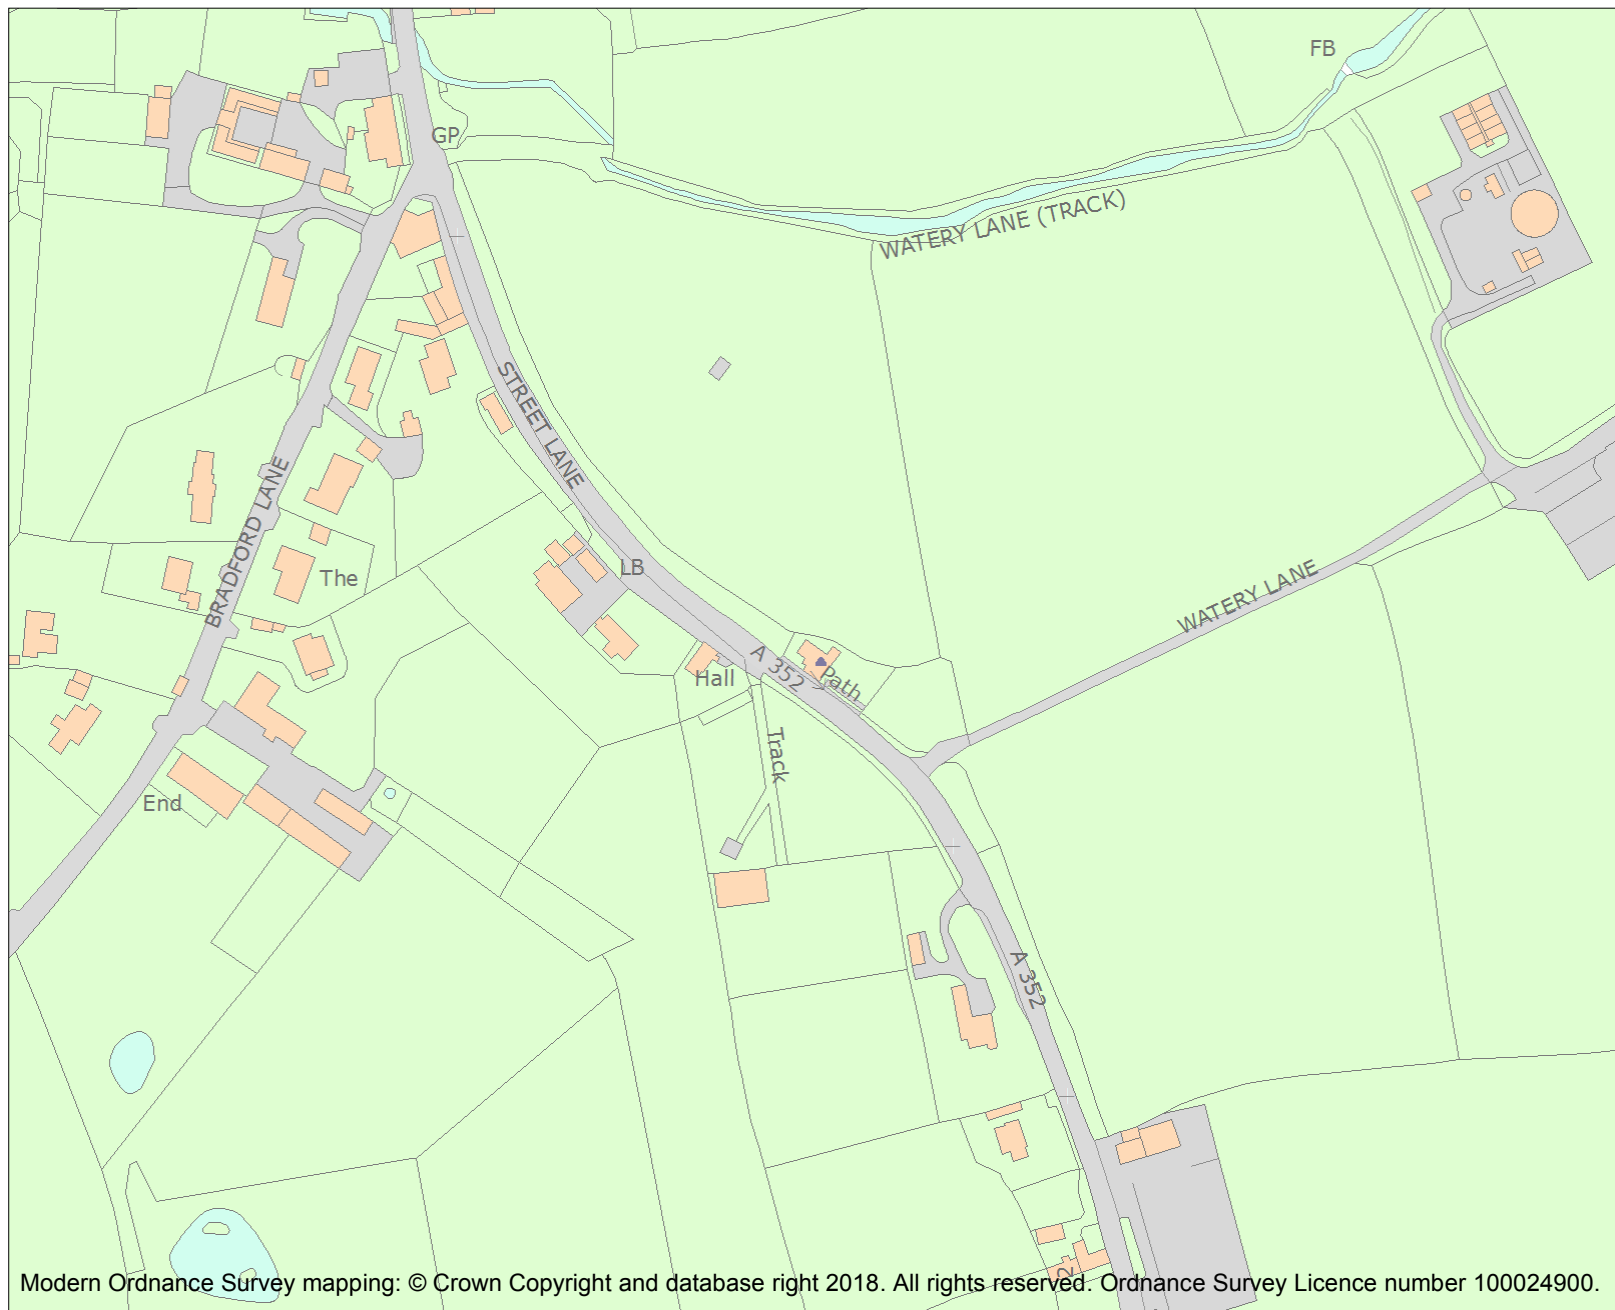 FB
GP
WATERY LANE (TRACK)
STREET LANE
BRADFORD LANE
LB
The
WATERY LANE
A 352
Path
Hall
Track
End
A 352
2
Modern Ordnance Survey mapping: © Crown Copyright and database right 2018. All rights reserved. Ordnance Survey Licence number 100024900.